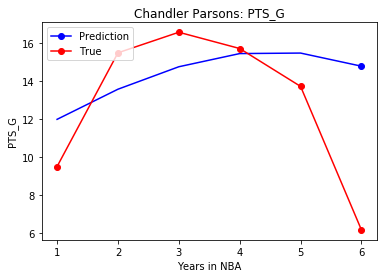 Chandler Parsons: PTS_G
Prediction
True
PTS_G
16
14
12
10
8
6
1 2 3 4 5 6
Years in NBA